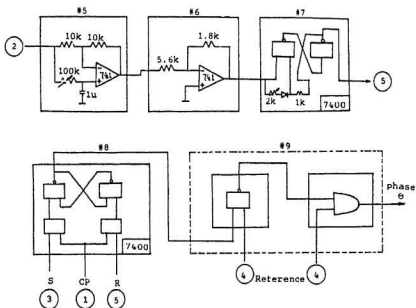 #5 #6 #7
10k 10k
1.8k
2
5.6k
100k
741
741
1u
2k 1k
5
7400
#8 #9
phase
θ
7400
S CP R
4 Reference 4
3 1 5